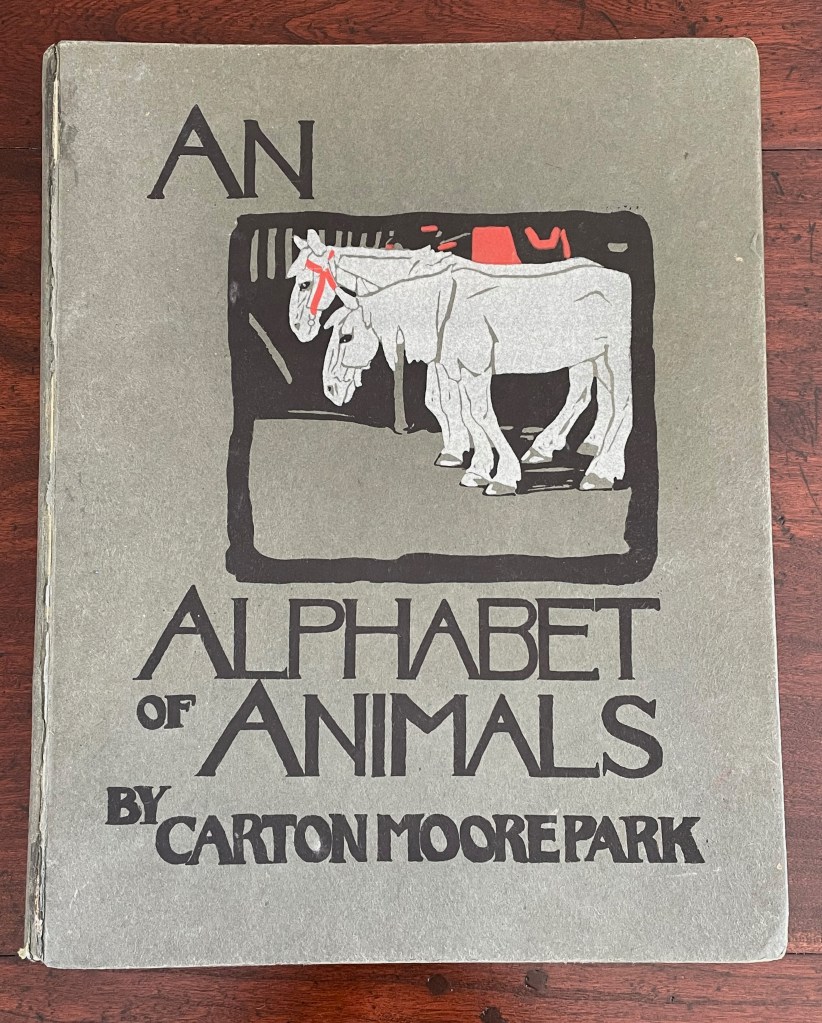 AN
ALPHABET
OF ANIMALS
BY CARTON MOORE PARK